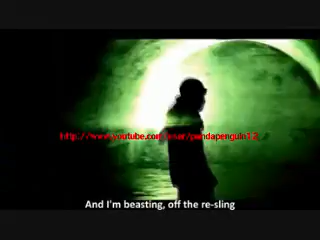 http://www.youtube.com/user/pandapenguin12
And I'm beasting, off the re-sling